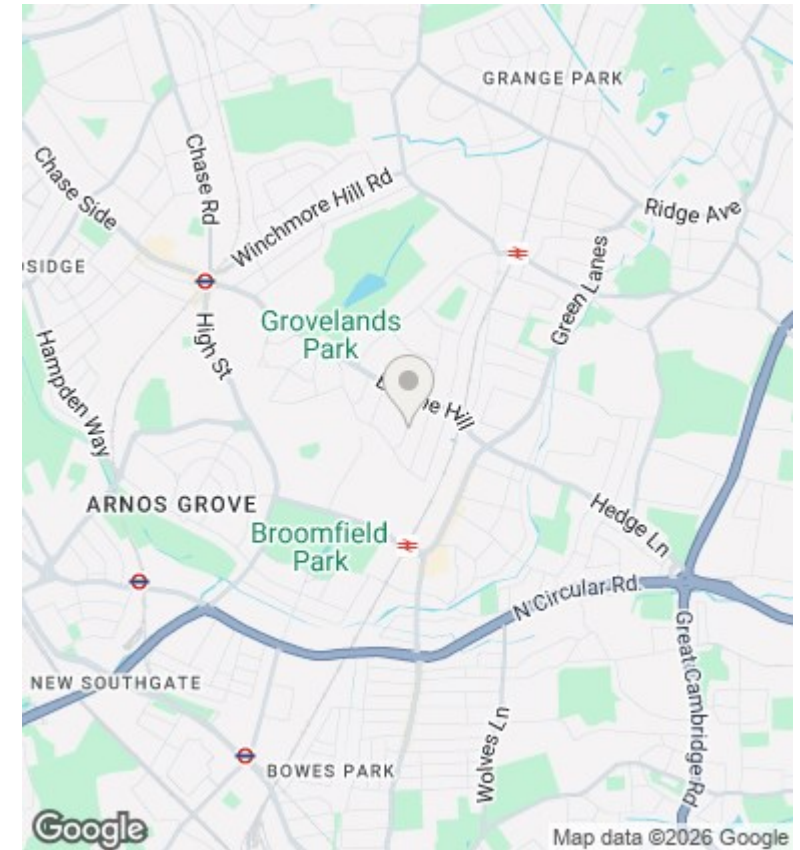 GRANGE PARK
Chase Side
Chase Rd
Winchmore Hill Rd
Ridge Ave
Green Lanes
High St
Grovelands
Park
Hampden Way
Hill
ARNOS GROVE
Broomfield
Park
Hedge Ln
N Circular Rd
Great Cambridge Rd
NEW SOUTHGATE
Wolves Ln
BOWES PARK
Google
Map data ©2026 Google